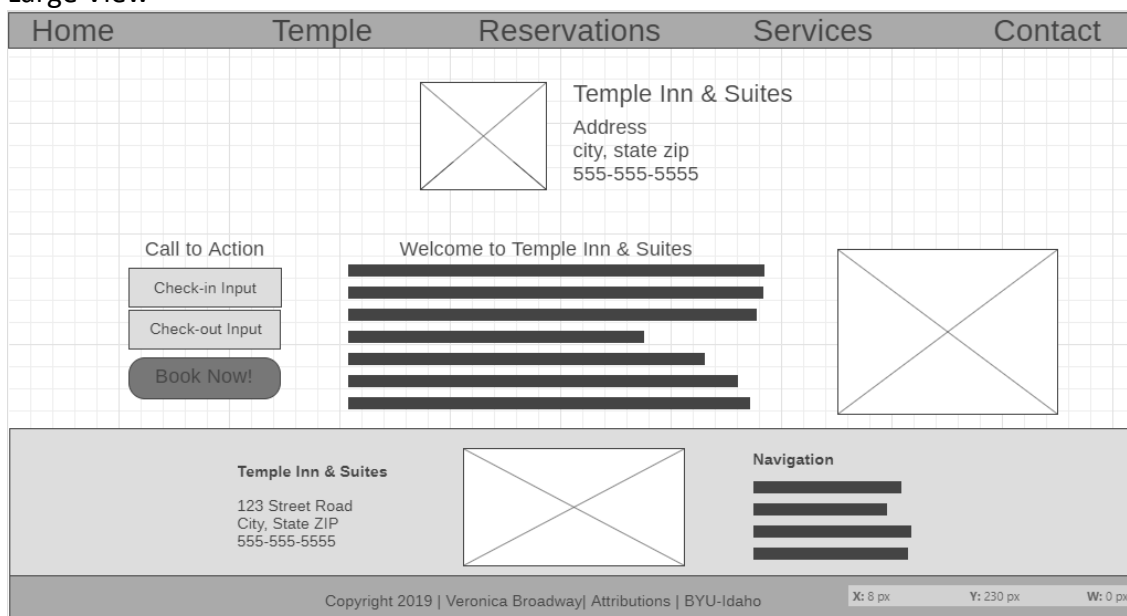 Large View
Home Temple Reservations Services Contact
Temple Inn & Suites
Address
city, state zip
555-555-5555
Call to Action
Check-in Input
Check-out Input
Book Now!
Welcome to Temple Inn & Suites
Temple Inn & Suites
123 Street Road
City, State ZIP
555-555-5555
Navigation
Copyright 2019 | Veronica Broadway| Attributions | BYU-Idaho
X: 8 px Y: 230 px W: 0 px